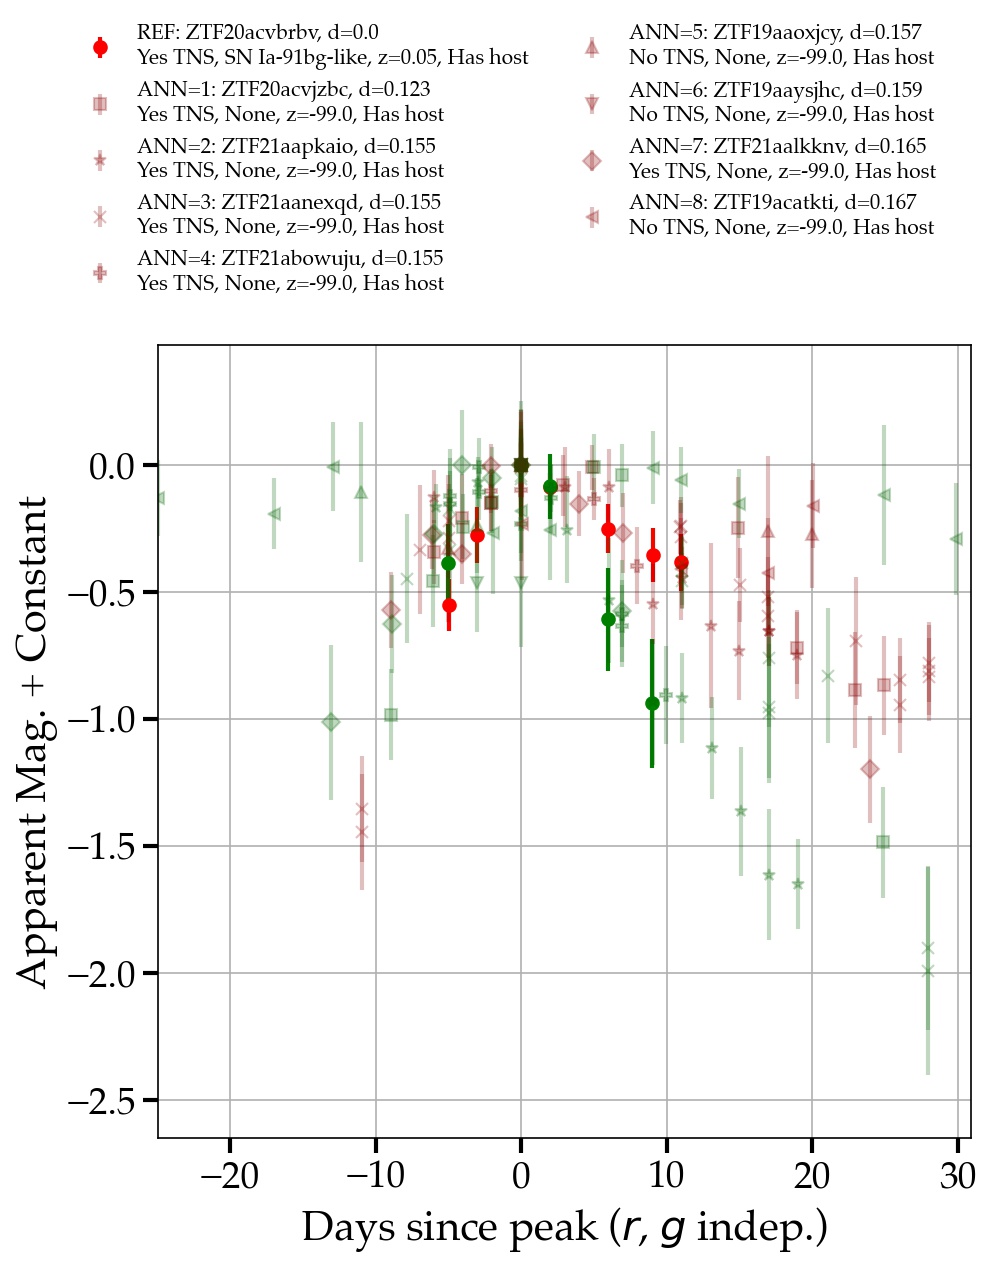 REF: ZTF20acvbrbv, d=0.0
Yes TNS, SN Ia-91bg-like, z=0.05, Has host
ANN=1: ZTF20acvjzbc, d=0.123
Yes TNS, None, z=-99.0, Has host
ANN=2: ZTF21aapkaio, d=0.155
Yes TNS, None, z=-99.0, Has host
ANN=3: ZTF21aanexqd, d=0.155
Yes TNS, None, z=-99.0, Has host
ANN=4: ZTF21abowuju, d=0.155
Yes TNS, None, z=-99.0, Has host
ANN=5: ZTF19aaoxjcy, d=0.157
No TNS, None, z=-99.0, Has host
ANN=6: ZTF19aaysjhc, d=0.159
No TNS, None, z=-99.0, Has host
ANN=7: ZTF21aalkknv, d=0.165
Yes TNS, None, z=-99.0, Has host
ANN=8: ZTF19acatkti, d=0.167
No TNS, None, z=-99.0, Has host
Apparent Mag. + Constant
0.0
−0.5
−1.0
−1.5
−2.0
−2.5
−20
−10
0
10
20
30
Days since peak (r, g indep.)